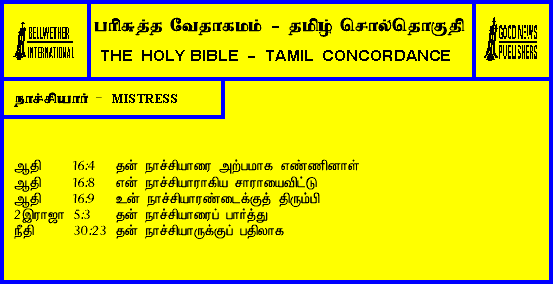 BELLWETHER
INTERNATIONAL
பரிசுத்த வேதாகமம் - தமிழ் சொல்தொகுதி
THE HOLY BIBLE - TAMIL CONCORDANCE
GOOD NEWS
PUBLISHERS
நாச்சியார் - MISTRESS
ஆதி 16:4 தன் நாச்சியாரை அற்பமாக எண்ணினாள்
ஆதி 16:8 என் நாச்சியாராகிய சாராயைவிட்டு
ஆதி 16:9 உன் நாச்சியாரண்டைக்குத் திரும்பி
2இராஜா 5:3 தன் நாச்சியாரைப் பார்த்து
நீதி 30:23 தன் நாச்சியாருக்குப் பதிலாக